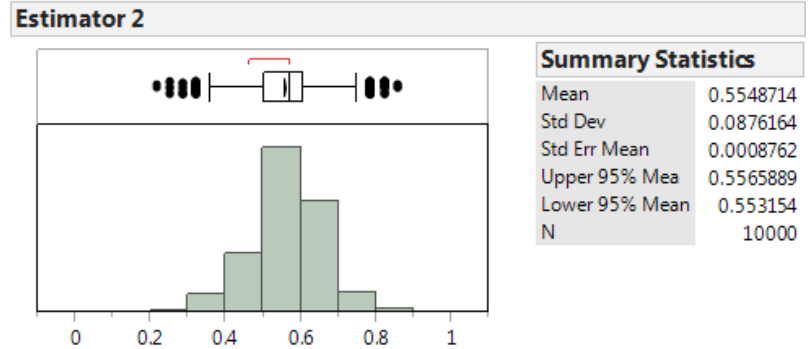 Estimator 2
Summary Statistics
Mean 0.5548714
Std Dev 0.0876164
Std Err Mean 0.0008762
Upper 95% Mea 0.5565889
Lower 95% Mean 0.553154
N 10000
0 0.2 0.4 0.6 0.8 1